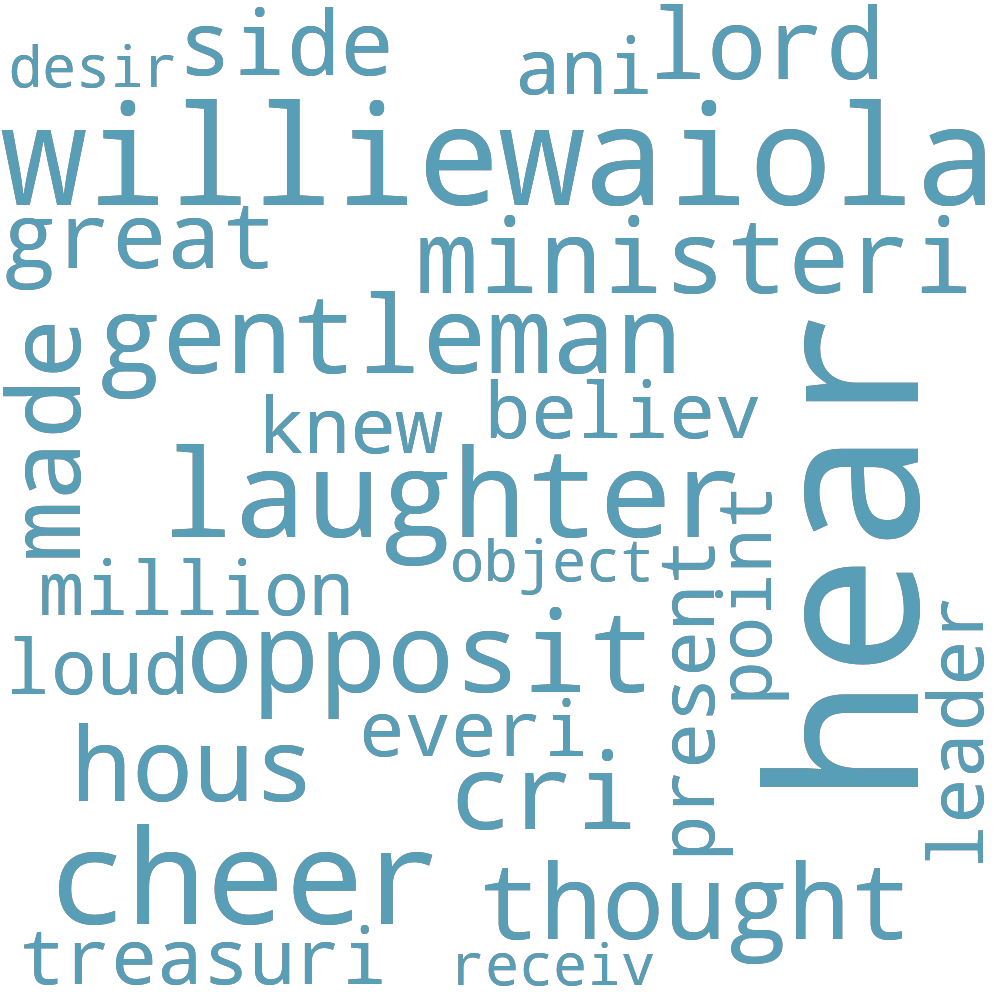 desir
side
ani
lord
williewaiola
great
ministeri
gentleman
made
knew
believ
hear
laughter
point
object
present
million
loud
opposit
leader
everi
hous
cri
cheer
thought
treasuri
receiv